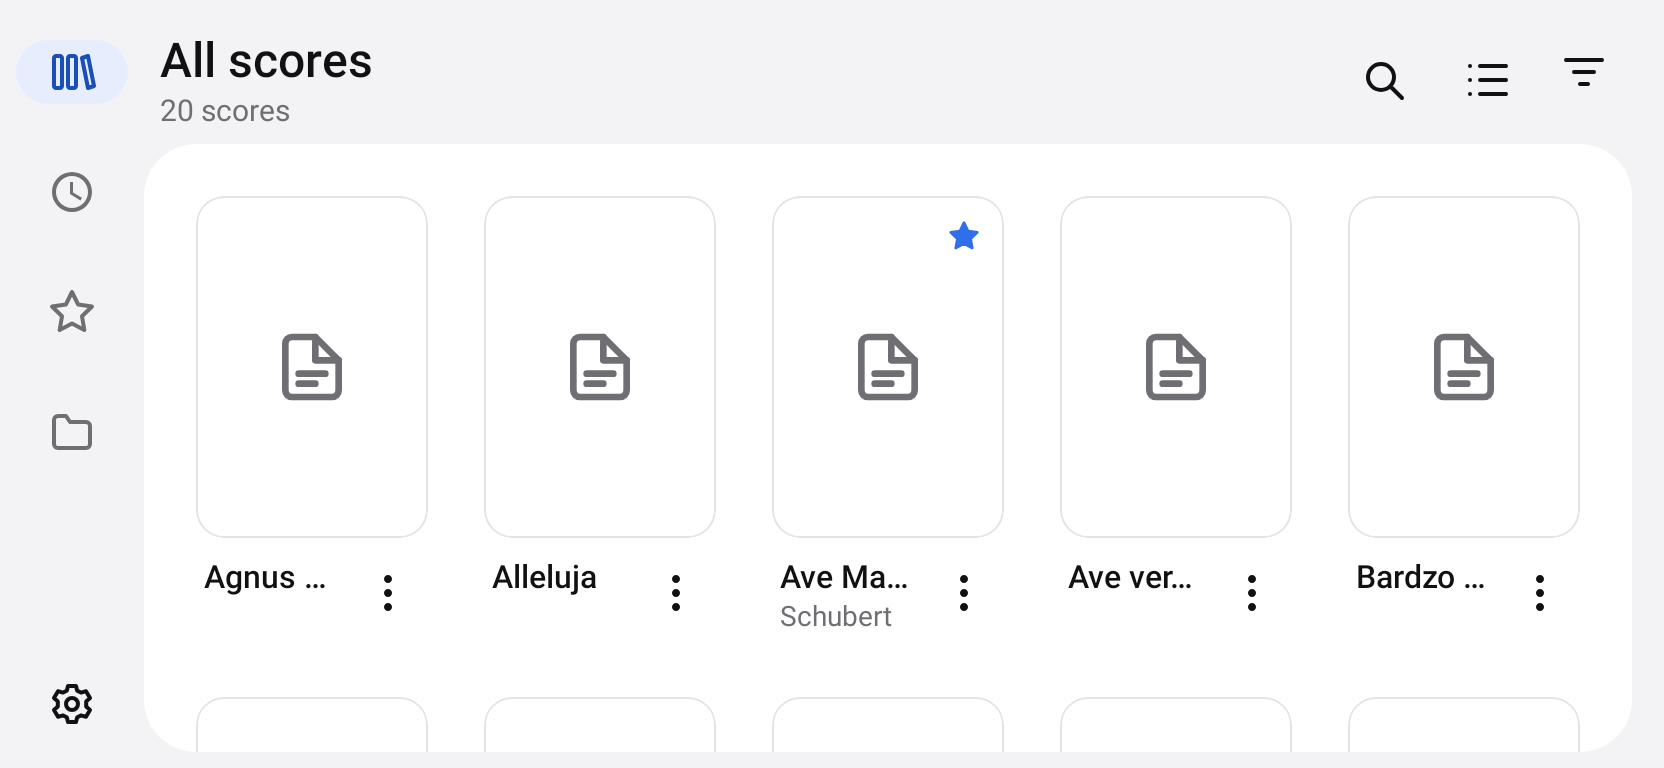 All scores
20 scores
Agnus ...
Alleluja
Ave Ma...
Ave ver...
Bardzo ...
Schubert